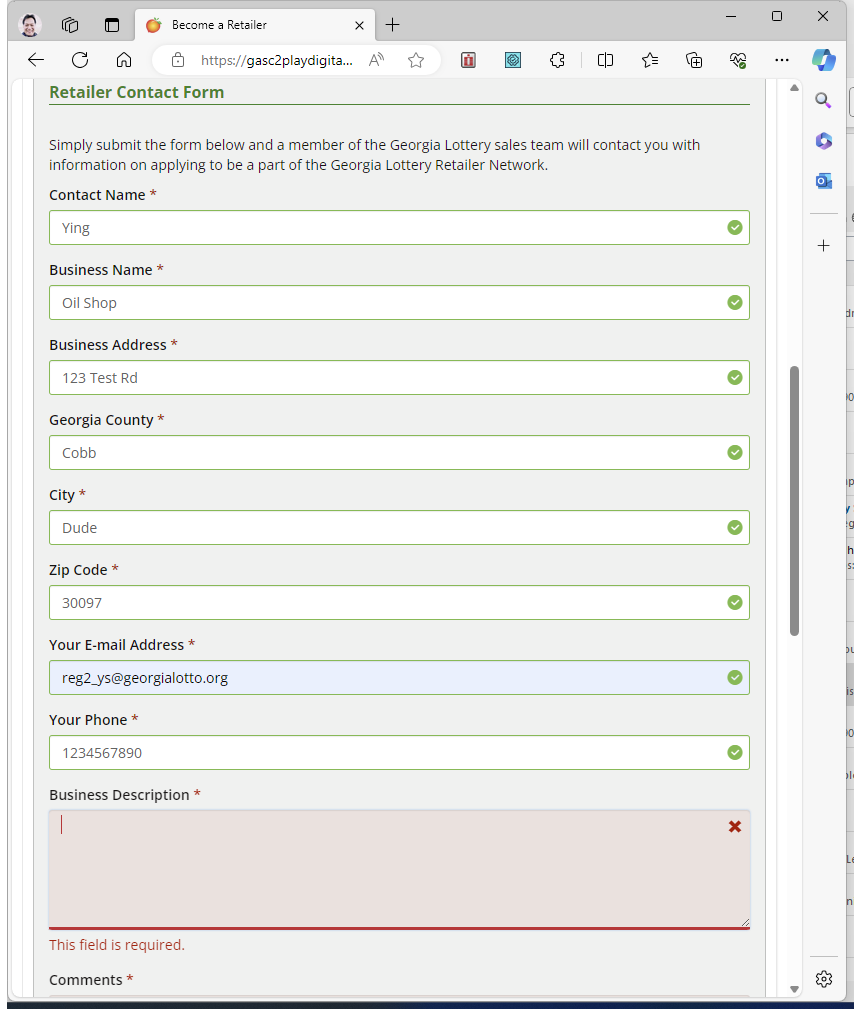 Become a Retailer
https://gasc2playdigita...
Retailer Contact Form
Simply submit the form below and a member of the Georgia Lottery sales team will contact you with
information on applying to be a part of the Georgia Lottery Retailer Network.
Contact Name *
Ying
Business Name *
Oil Shop
Business Address *
123 Test Rd
Georgia County *
Cobb
City *
Dude
Zip Code *
30097
Your E-mail Address *
reg2_ys@georgialotto.org
Your Phone *
1234567890
Business Description *
This field is required.
Comments *